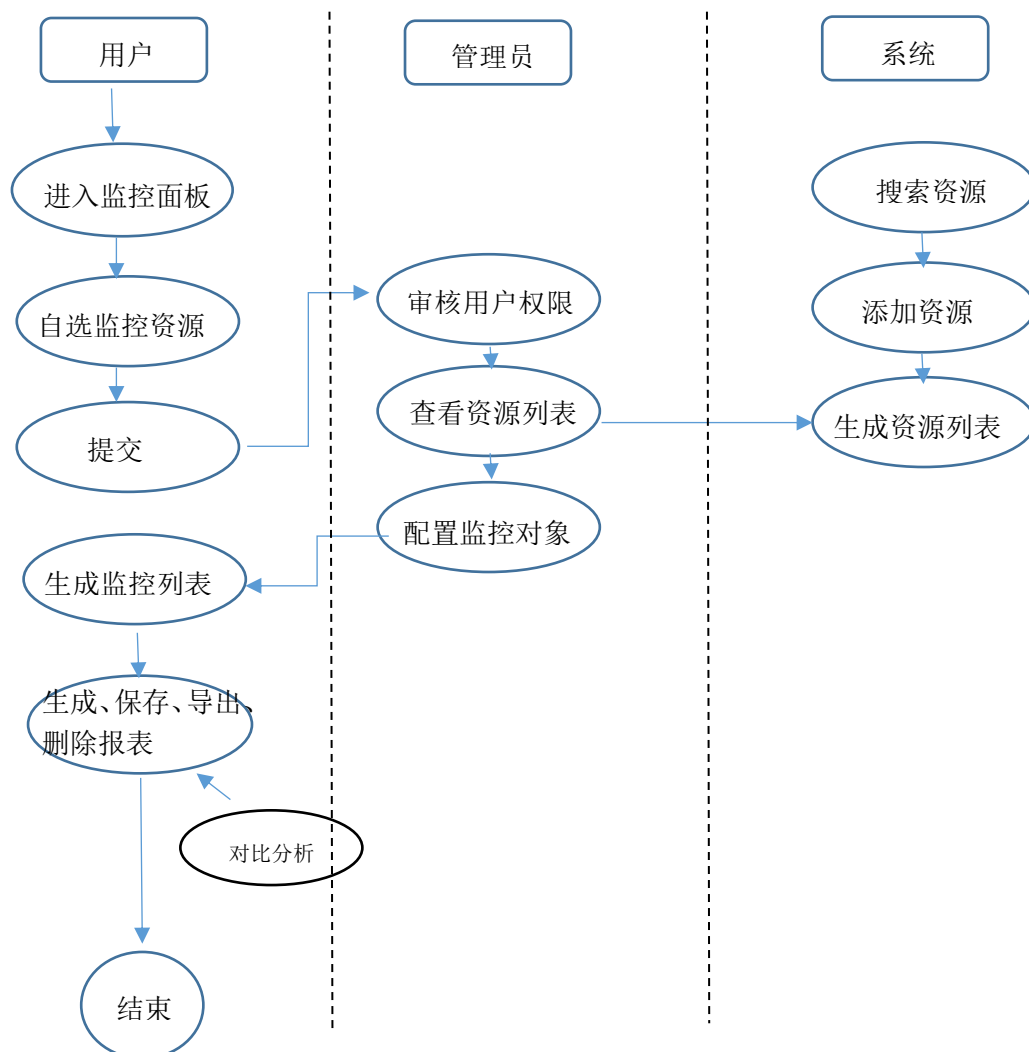 用户
管理员
系统
进入监控面板
搜索资源
自选监控资源
审核用户权限
添加资源
提交
查看资源列表
生成资源列表
配置监控对象
生成监控列表
生成、保存、导出、
删除报表
对比分析
结束